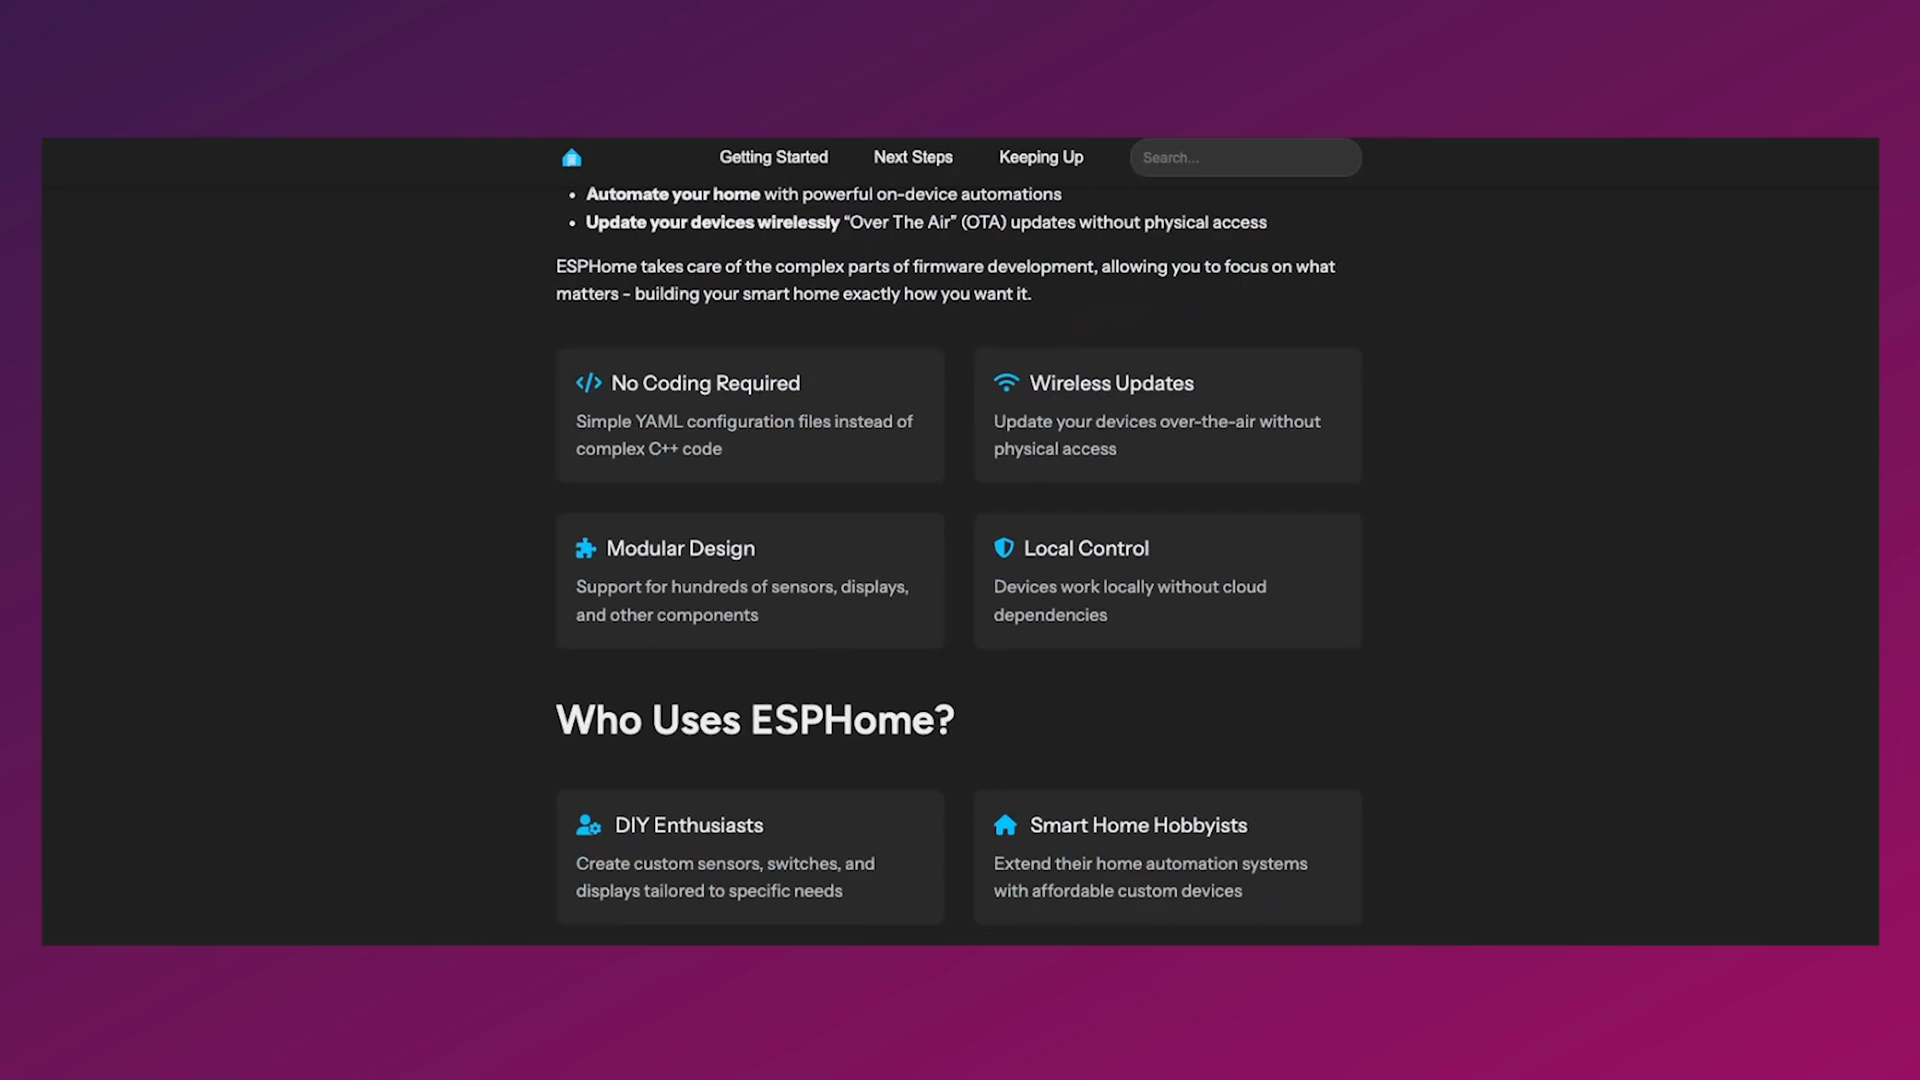 Getting Started Next Steps Keeping Up Search...
• Automate your home with powerful on-device automations
• Update your devices wirelessly “Over The Air” (OTA) updates without physical access
ESPHome takes care of the complex parts of firmware development, allowing you to focus on what
matters - building your smart home exactly how you want it.
No Coding Required
Simple YAML configuration files instead of
complex C++ code
Wireless Updates
Update your devices over-the-air without
physical access
Modular Design
Support for hundreds of sensors, displays,
and other components
Local Control
Devices work locally without cloud
dependencies
Who Uses ESPHome?
DIY Enthusiasts
Create custom sensors, switches, and
displays tailored to specific needs
Smart Home Hobbyists
Extend their home automation systems
with affordable custom devices